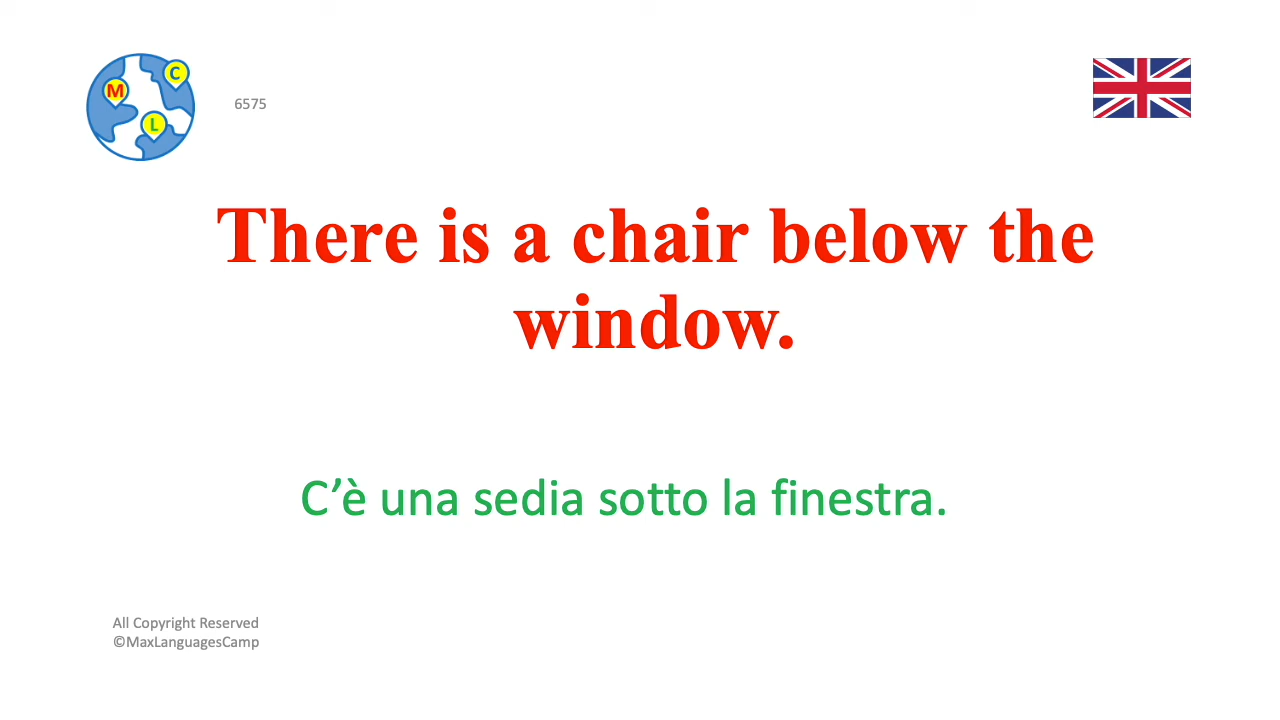 M
C
L
6575
There is a chair below the
window.
C’è una sedia sotto la finestra.
All Copyright Reserved
©MaxLanguagesCamp